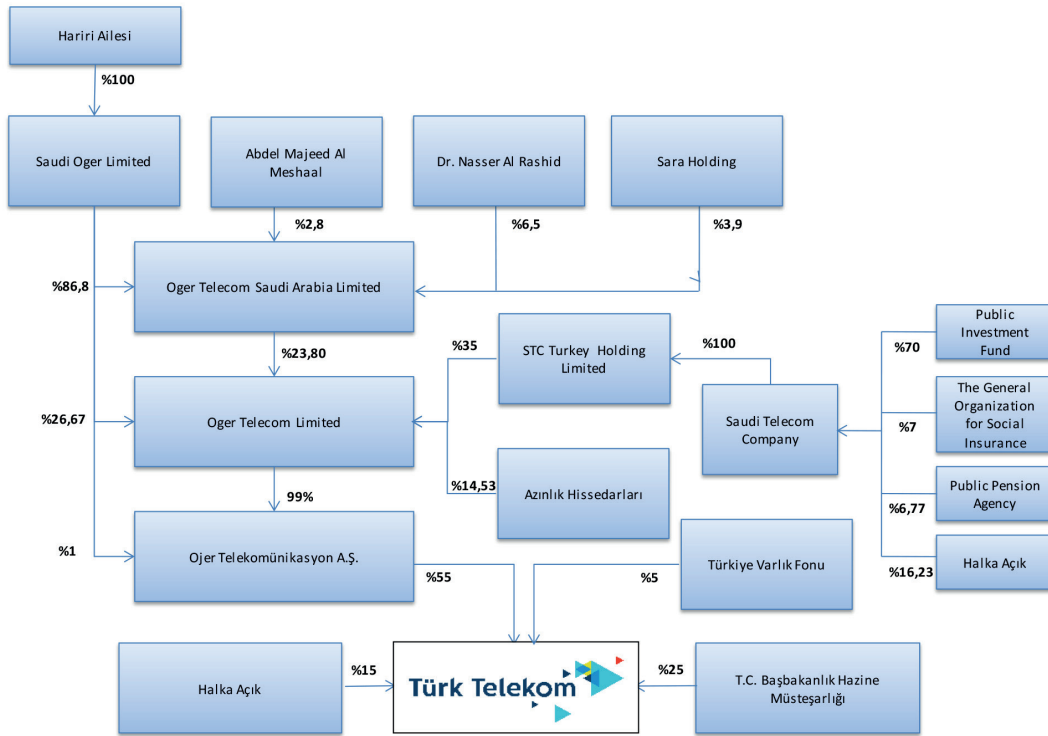 Hariri Ailesi
%100
Saudi Oger Limited
Abdel Majeed Al
Meshaal
Dr. Nasser Al Rashid
Sara Holding
%2,8
%6,5
%3,9
%86,8
Oger Telecom Saudi Arabia Limited
%23,80
%35
STC Turkey Holding
Limited
%100
Public
Investment
Fund
%70
%26,67
Oger Telecom Limited
Saudi Telecom
Company
The General
Organization
for Social
Insurance
%7
99%
%14,53
Azınlık Hissedarları
Public Pension
Agency
%6,77
%1
Ojer Telekomünikasyon A.Ş.
%55
%5
Türkiye Varlık Fonu
%16,23
Halka Açık
Halka Açık
%15
Türk Telekom
%25
T.C. Başbakanlık Hazine
Müsteşarlığı